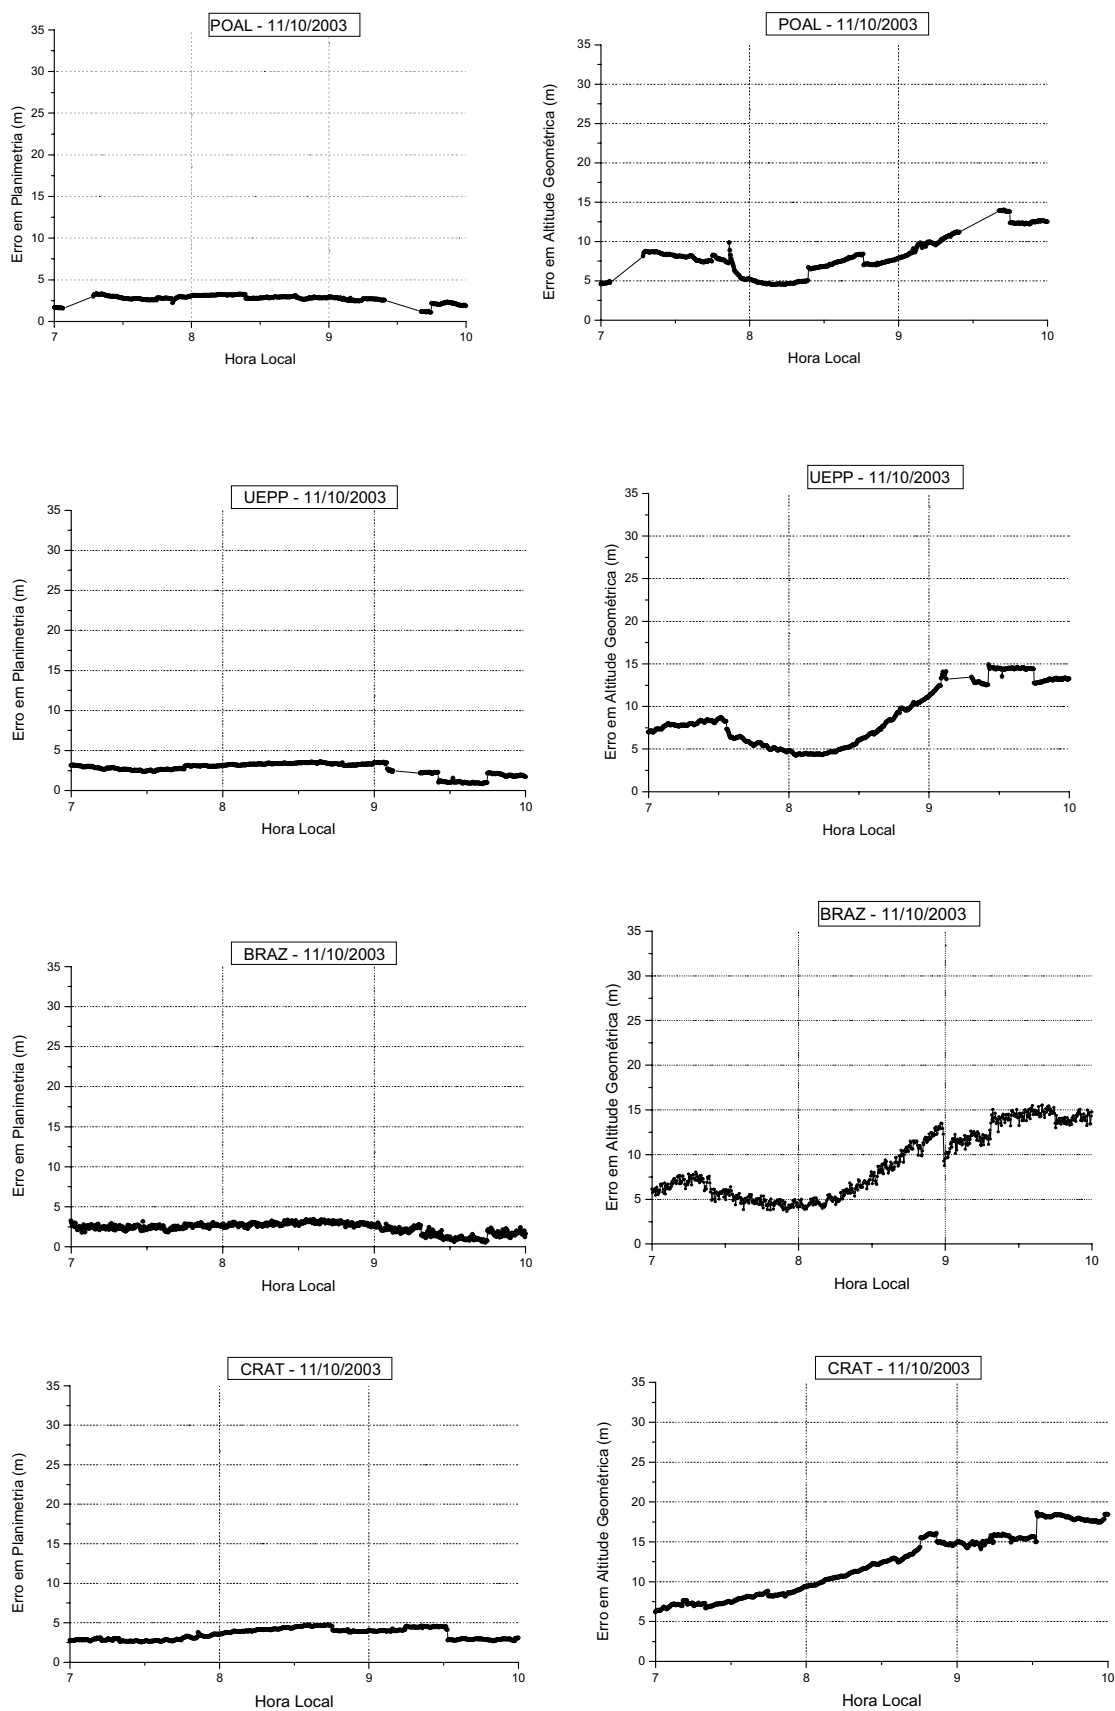 POAL - 11/10/2003
35
30
25
20
15
10
5
0
Erro em Planimetria (m)
7 8 9 10
Hora Local
POAL - 11/10/2003
35
30
25
20
15
10
5
0
Erro em Altitude Geométrica (m)
7 8 9 10
Hora Local
UEPP - 11/10/2003
35
30
25
20
15
10
5
0
Erro em Planimetria (m)
7 8 9 10
Hora Local
UEPP - 11/10/2003
35
30
25
20
15
10
5
0
Erro em Altitude Geométrica (m)
7 8 9 10
Hora Local
BRAZ - 11/10/2003
35
30
25
20
15
10
5
0
Erro em Planimetria (m)
7 8 9 10
Hora Local
BRAZ - 11/10/2003
35
30
25
20
15
10
5
0
Erro em Altitude Geométrica (m)
7 8 9 10
Hora Local
CRAT - 11/10/2003
35
30
25
20
15
10
5
0
Erro em Planimetria (m)
7 8 9 10
Hora Local
CRAT - 11/10/2003
35
30
25
20
15
10
5
0
Erro em Altitude Geométrica (m)
7 8 9 10
Hora Local